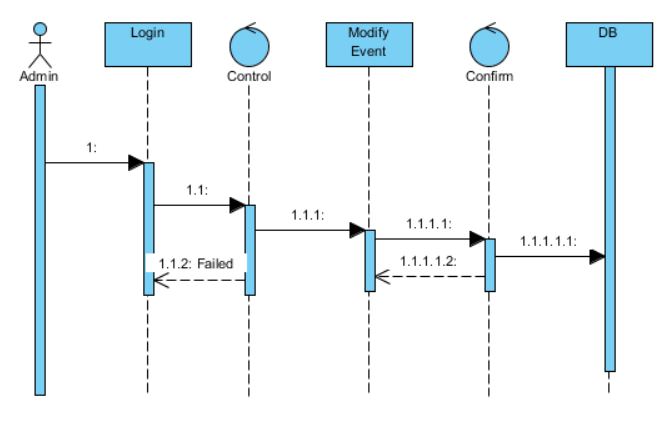 Login
Modify
Event
DB
Admin
Control
Confirm
1:
1.1:
1.1.1:
1.1.1.1:
1.1.1.1.1:
1.1.2: Failed
1.1.1.1.2: